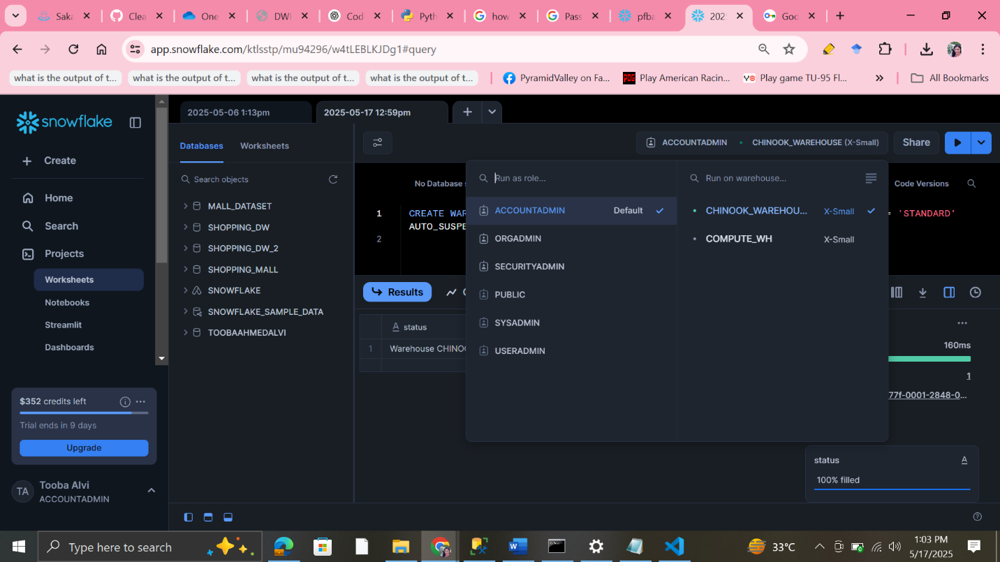 Saka
Clea
One
DWH
Cod
Pyth
how
Pass
pfba
2025
Goo
app.snowflake.com/ktlsstp/mu94296/w4tLEBLKJDg1#query
what is the output of t...
what is the output of t...
what is the output of t...
what is the output of t...
PyramidValley on Fa...
Play American Racin...
Play game TU-95 Fl...
All Bookmarks
snowflake
Create
Home
Search
Projects
Worksheets
Notebooks
Streamlit
Dashboards
$352 credits left
Trial ends in 9 days
Upgrade
TA
Tooba Alvi
ACCOUNTADMIN
2025-05-06 1:13pm
2025-05-17 12:59pm
Databases Worksheets
Search objects
MALL_DATASET
SHOPPING_DW
SHOPPING_DW_2
SHOPPING_MALL
SNOWFLAKE
SNOWFLAKE_SAMPLE_DATA
TOOBAAHMEDALVI
ACCOUNTADMIN • CHINOOK_WAREHOUSE (X-Small)
Share
No Database s
Code Versions
1 CREATE WAR
= 'STANDARD'
AUTO_SUSPE
2
Run as role...
ACCOUNTADMIN Default
ORGADMIN
SECURITYADMIN
PUBLIC
SYSADMIN
USERADMIN
Run on warehouse...
CHINOOK_WAREHOU... X-Small
COMPUTE_WH X-Small
Results
A status
1 Warehouse CHINOO
160ms
1
77f-0001-2848-0...
status A
100% filled
Type here to search
33°C
1:03 PM
5/17/2025